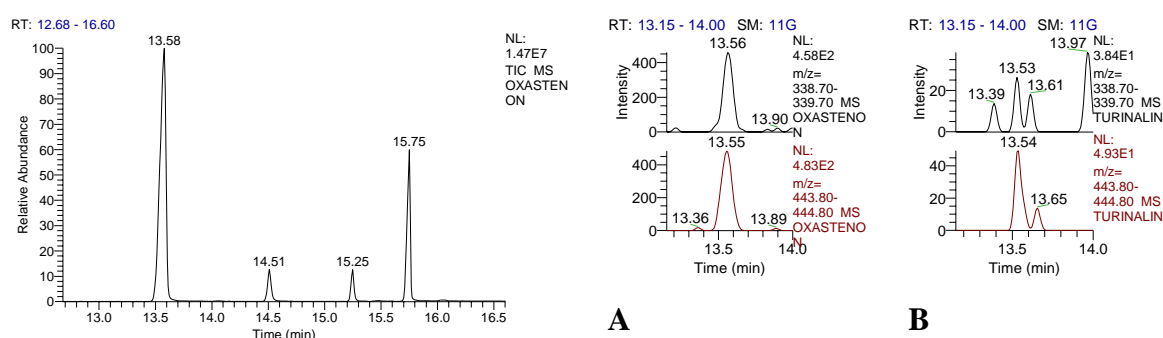 RT: 12.68 - 16.60
NL:
1.47E7
TIC MS
OXASTEN
ON
Relative Abundance
100
90
80
70
60
50
40
30
20
10
0
13.58
14.51
15.25
15.75
13.0
13.5
14.0
14.5
15.0
15.5
16.0
16.5
Time (min)
RT: 13.15 - 14.00 SM: 11G
Intensity
400
200
0
13.56
13.90
NL:
4.58E2
m/z=
338.70-
339.70 MS
OXASTENO
N
400
200
0
13.36
13.55
13.89
NL:
4.83E2
m/z=
443.80-
444.80 MS
OXASTENO
N
13.5
14.0
Time (min)
A
RT: 13.15 - 14.00 SM: 11G
Intensity
20
0
13.39
13.53
13.61
13.97
NL:
3.84E1
m/z=
338.70-
339.70 MS
TURINALIN
40
20
0
13.54
13.65
NL:
4.93E1
m/z=
443.80-
444.80 MS
TURINALIN
13.5
14.0
Time (min)
B